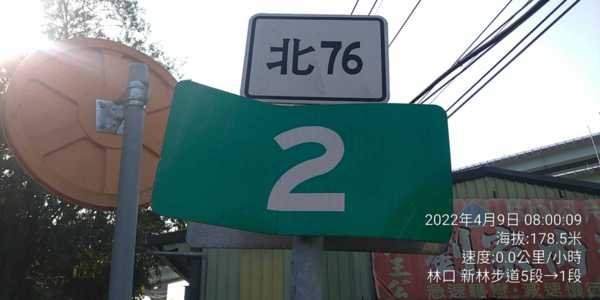 北76
2
2022年4月9日 08:00:09
海拔:178.5米
速度:0.0公里/小時
林口 新林步道5段→1段